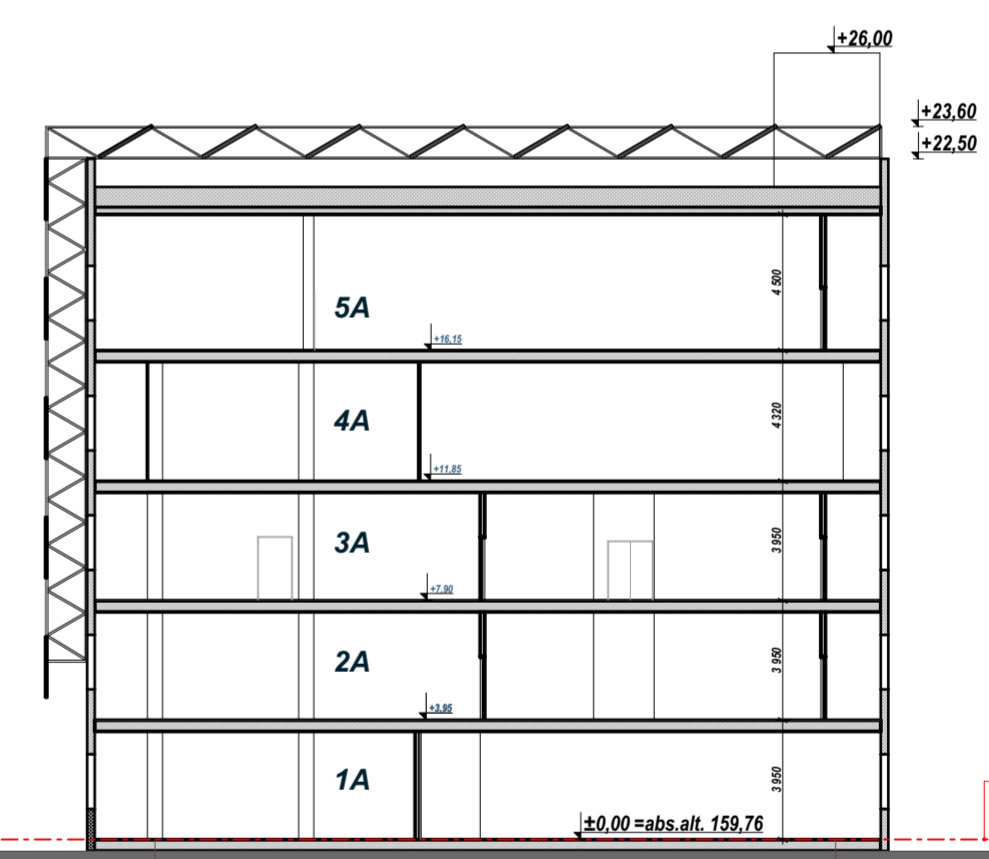 +26,00
+23,60
+22,50
4 500
5A
+16,15
4 320
4A
+11,85
3 950
3A
+7,90
3 950
2A
+3,95
3 950
1A
±0,00 =abs.alt. 159,76